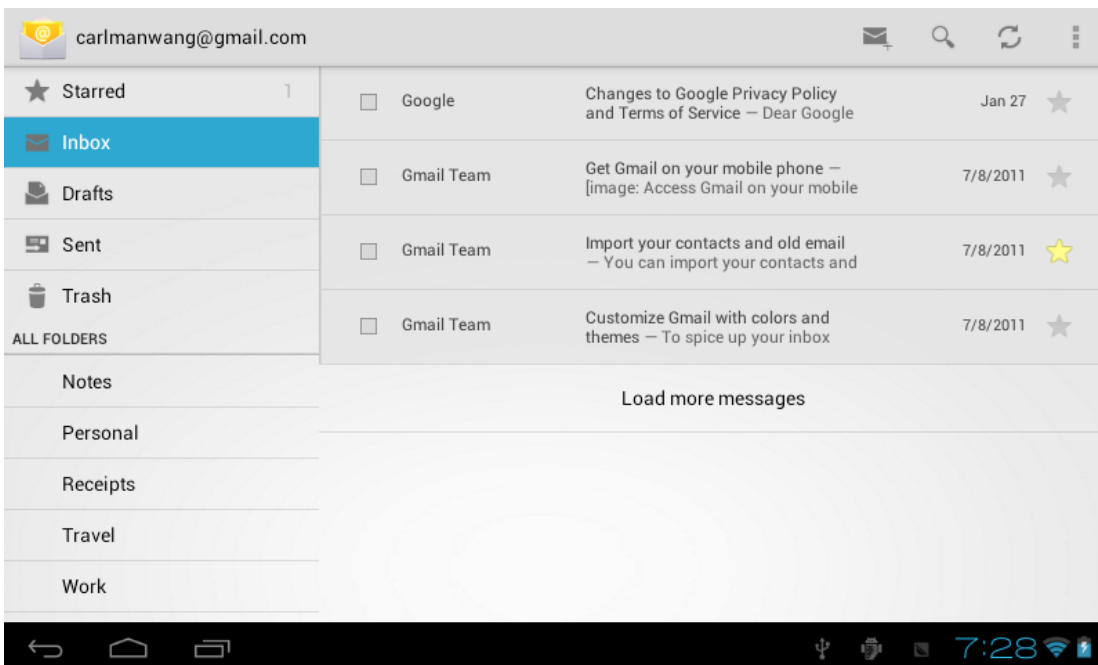 carlmanwang@gmail.com
Starred 1
Inbox
Drafts
Sent
Trash
ALL FOLDERS
Notes
Personal
Receipts
Travel
Work
Google
Changes to Google Privacy Policy
and Terms of Service — Dear Google
Jan 27
Gmail Team
Get Gmail on your mobile phone —
[image: Access Gmail on your mobile
7/8/2011
Gmail Team
Import your contacts and old email
— You can import your contacts and
7/8/2011
Gmail Team
Customize Gmail with colors and
themes — To spice up your inbox
7/8/2011
Load more messages
7:28